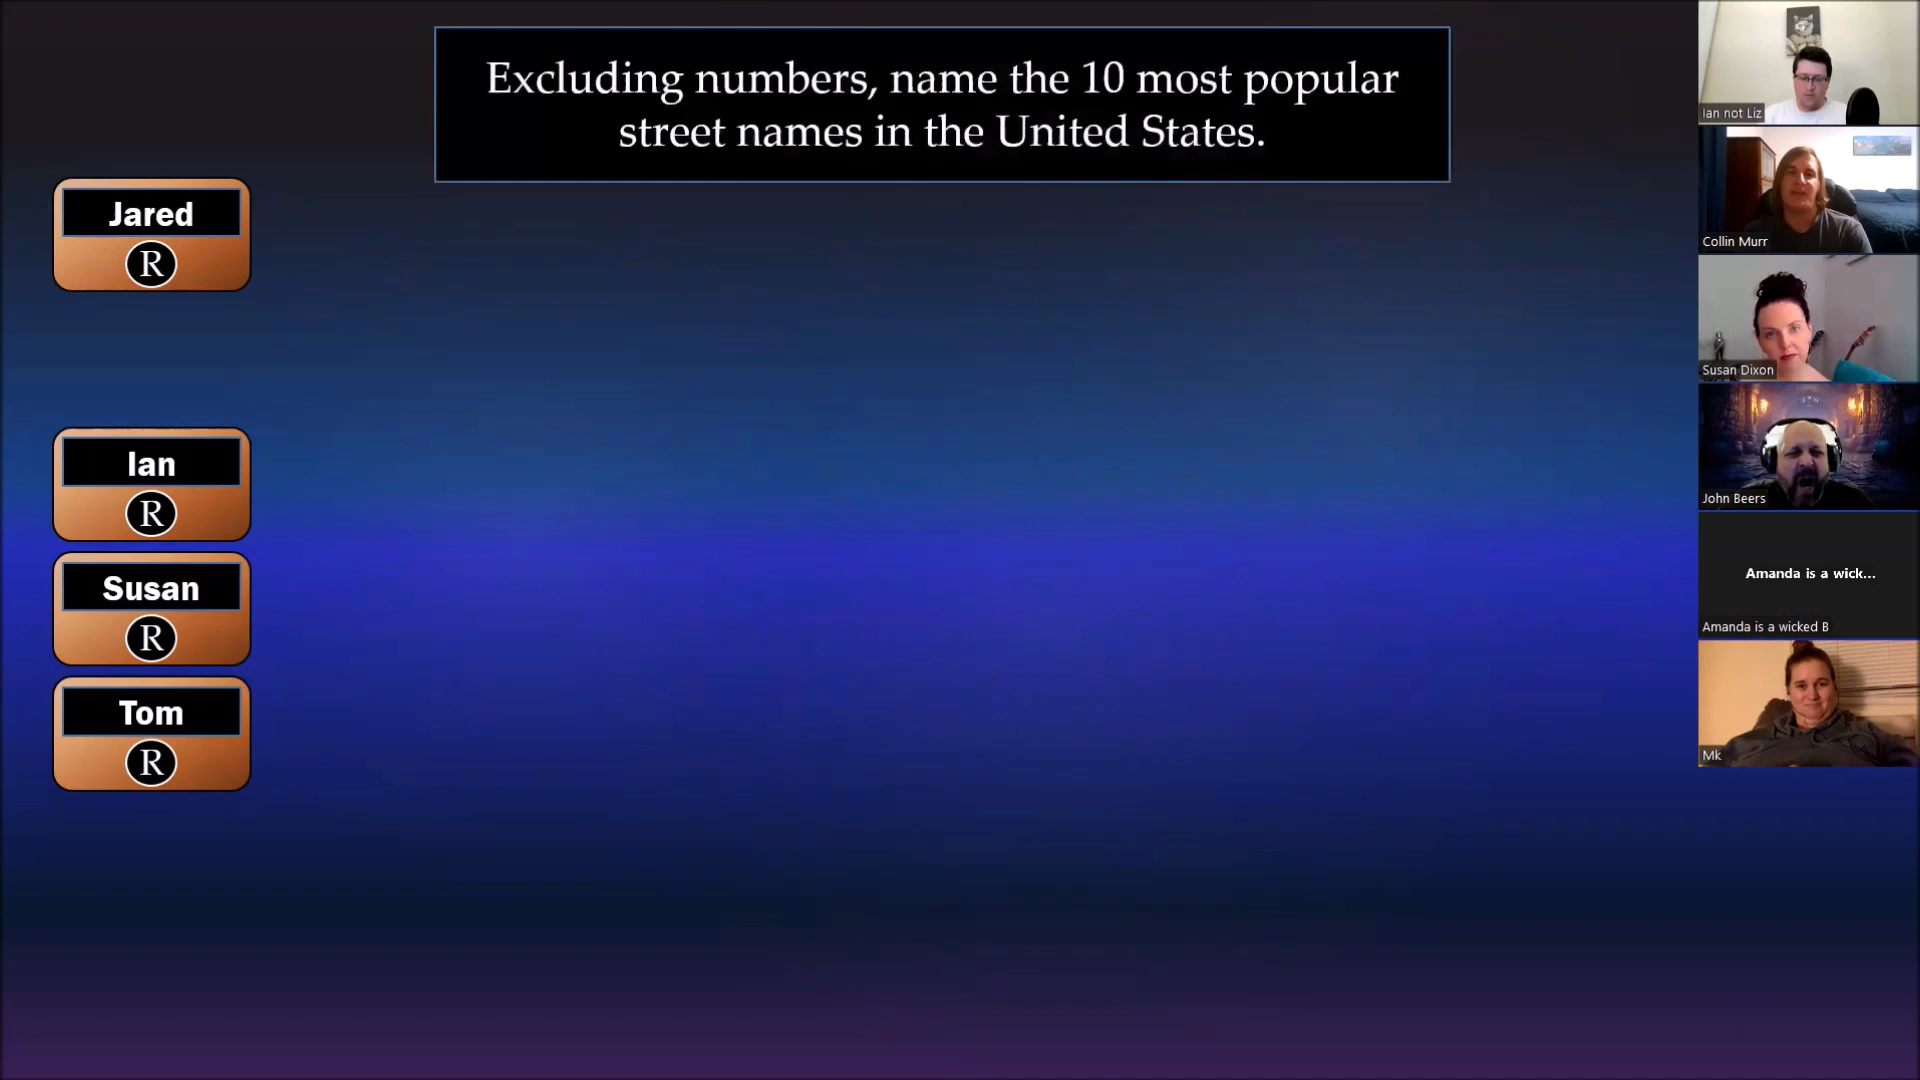 Excluding numbers, name the 10 most popular
street names in the United States.
Jared
R
Ian
R
Susan
R
Tom
R
Ian not Liz
Collin Murr
Susan Dixon
John Beers
Amanda is a wick...
Amanda is a wicked B
Mk